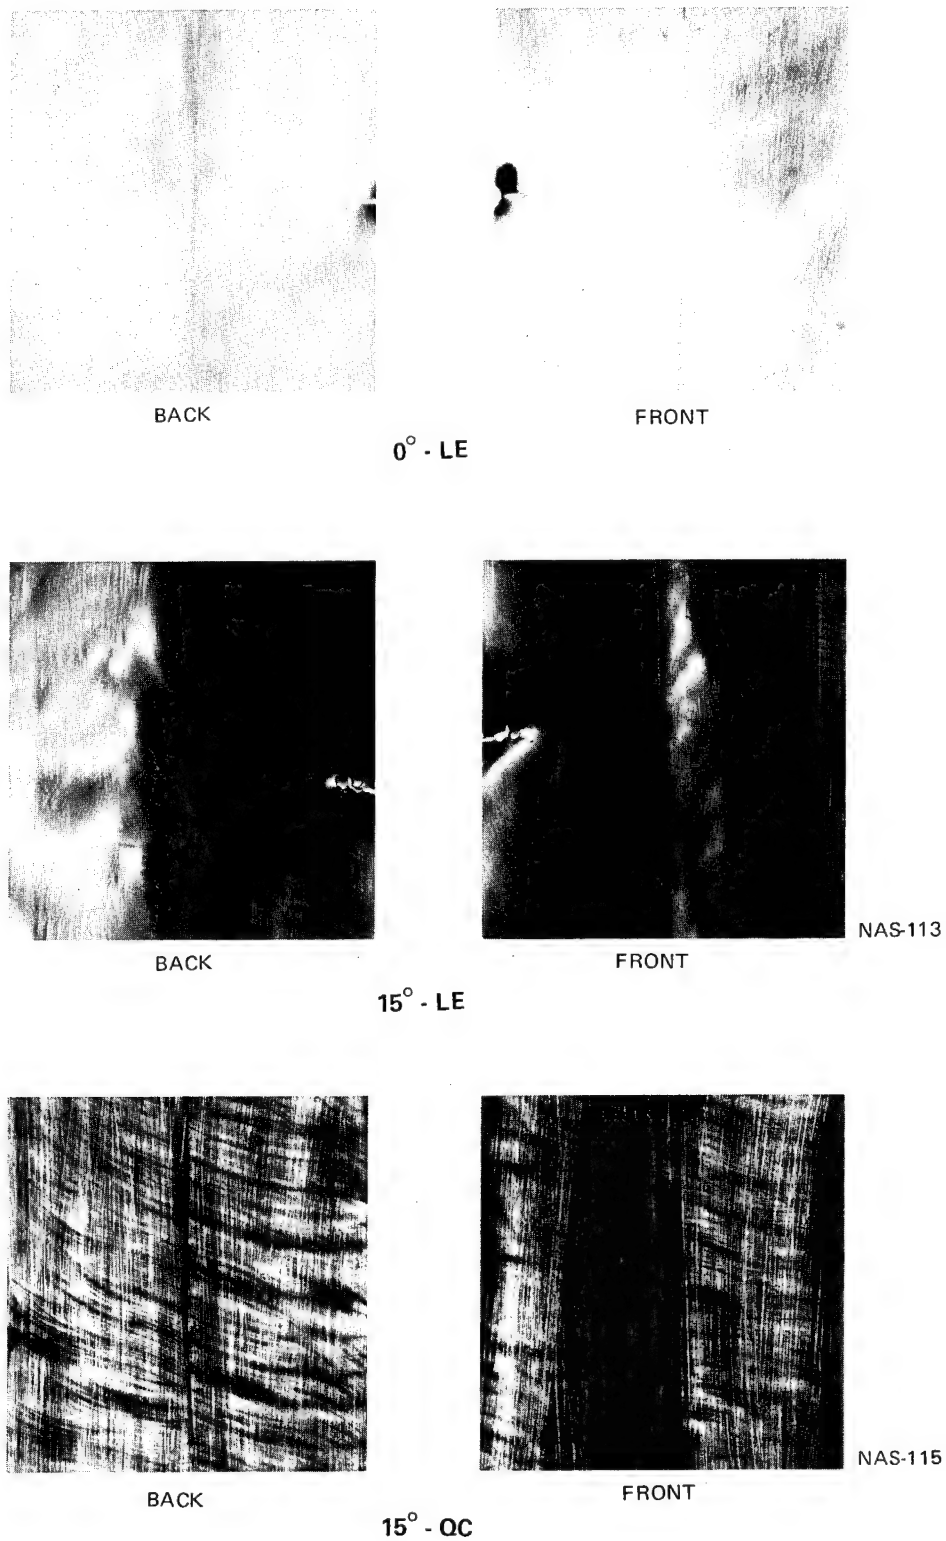 BACK FRONT
0° - LE
NAS-113
BACK FRONT
15° - LE
NAS-115
BACK FRONT
15° - QC